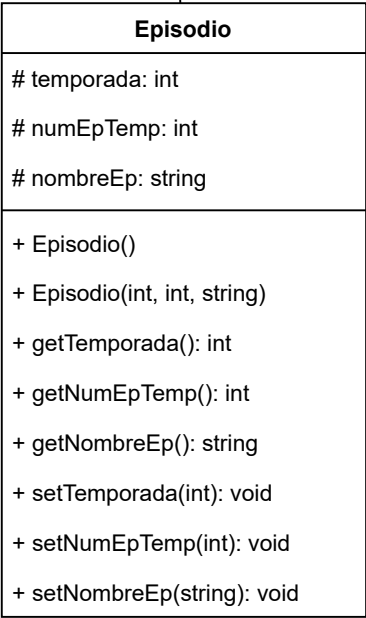 Episodio
# temporada: int
# numEpTemp: int
# nombreEp: string
+ Episodio()
+ Episodio(int, int, string)
+ getTemporada(): int
+ getNumEpTemp(): int
+ getNombreEp(): string
+ setTemporada(int): void
+ setNumEpTemp(int): void
+ setNombreEp(string): void